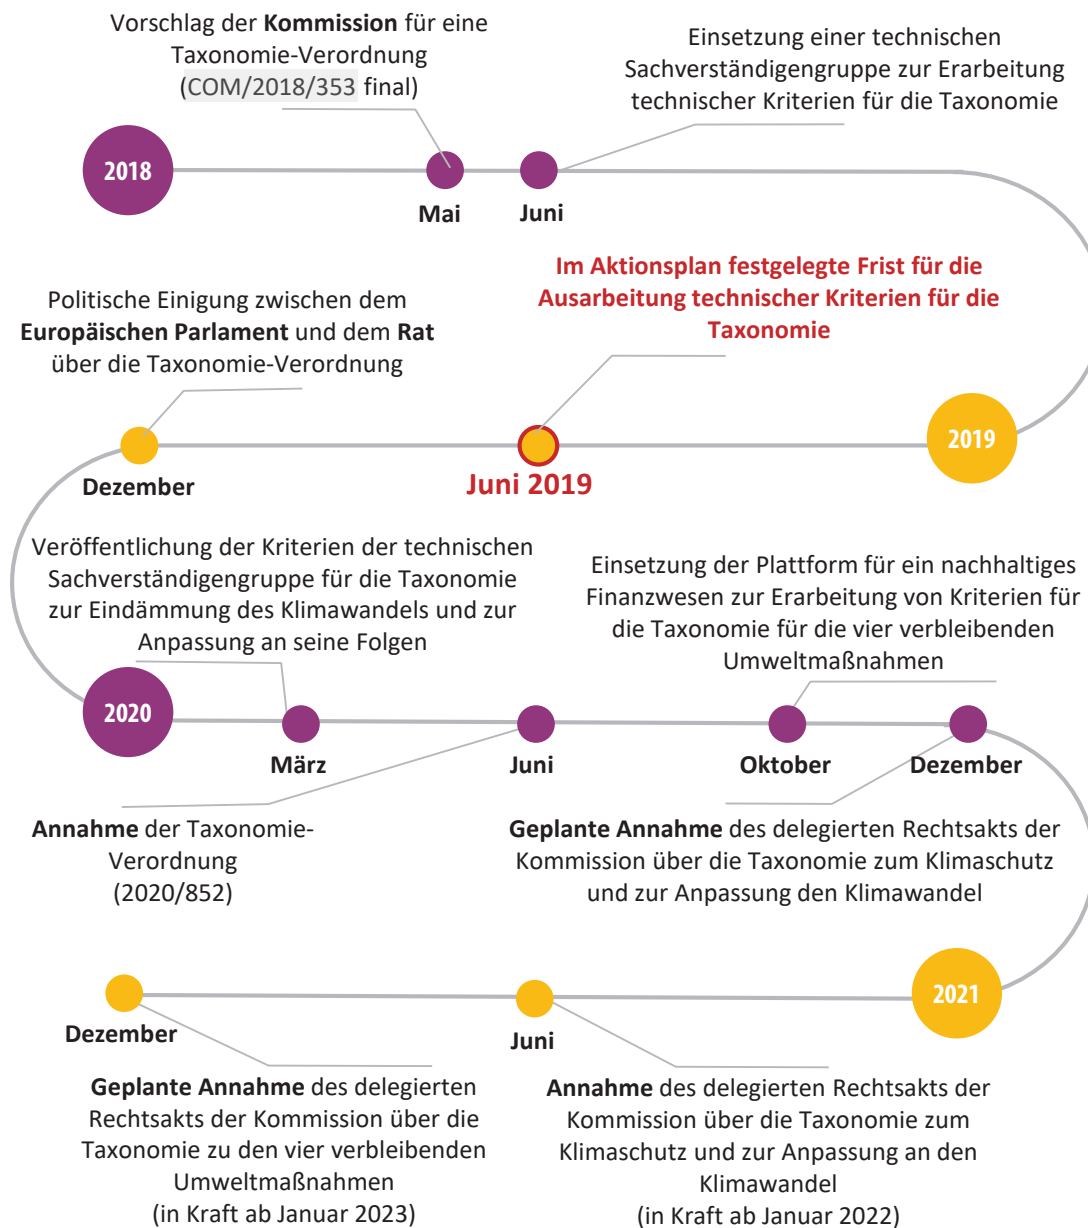 Vorschlag der Kommission für eine
Taxonomie-Verordnung
(COM/2018/353 final)
Einsetzung einer technischen
Sachverständigengruppe zur Erarbeitung
technischer Kriterien für die Taxonomie
2018
Mai
Juni
Im Aktionsplan festgelegte Frist für die
Ausarbeitung technischer Kriterien für die
Taxonomie
Politische Einigung zwischen dem
Europäischen Parlament und dem Rat
über die Taxonomie-Verordnung
2019
Juni 2019
Dezember
Veröffentlichung der Kriterien der technischen
Sachverständigengruppe für die Taxonomie
zur Eindämmung des Klimawandels und zur
Anpassung an seine Folgen
Einsetzung der Plattform für ein nachhaltiges
Finanzwesen zur Erarbeitung von Kriterien für
die Taxonomie für die vier verbleibenden
Umweltmaßnahmen
2020
März
Juni
Oktober
Dezember
Annahme der Taxonomie-
Verordnung
(2020/852)
Geplante Annahme des delegierten Rechtsakts der
Kommission über die Taxonomie zum Klimaschutz
und zur Anpassung den Klimawandel
2021
Juni
Dezember
Geplante Annahme des delegierten
Rechtsakts der Kommission über die
Taxonomie zu den vier verbleibenden
Umweltmaßnahmen
(in Kraft ab Januar 2023)
Annahme des delegierten Rechtsakts der
Kommission über die Taxonomie zum
Klimaschutz und zur Anpassung an den
Klimawandel
(in Kraft ab Januar 2022)